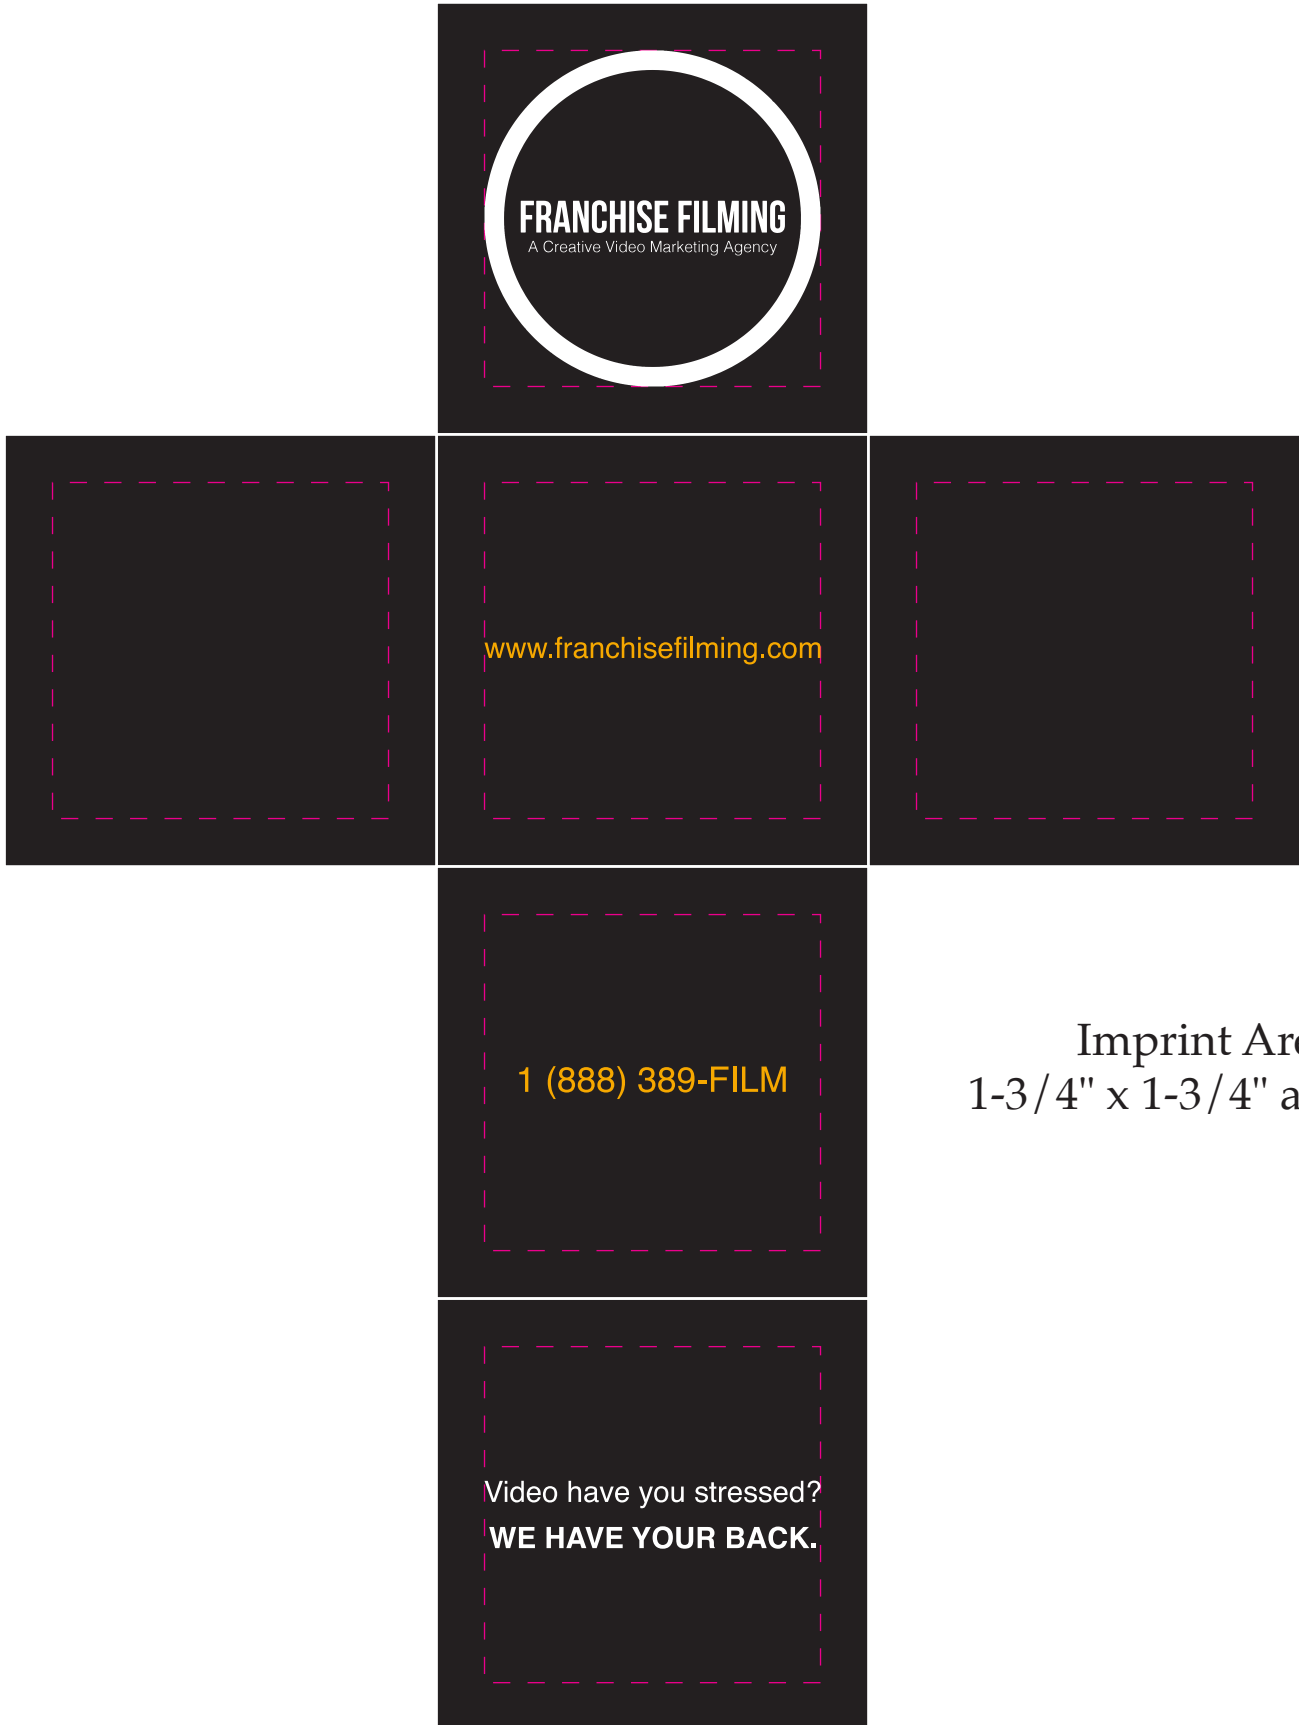 FRANCHISE FILMING
A Creative Video Marketing Agency
www.franchisefilming.com
1 (888) 389-FILM
Imprint
1-3/4" x 1-3/4"
Video have you stressed?
WE HAVE YOUR BACK.